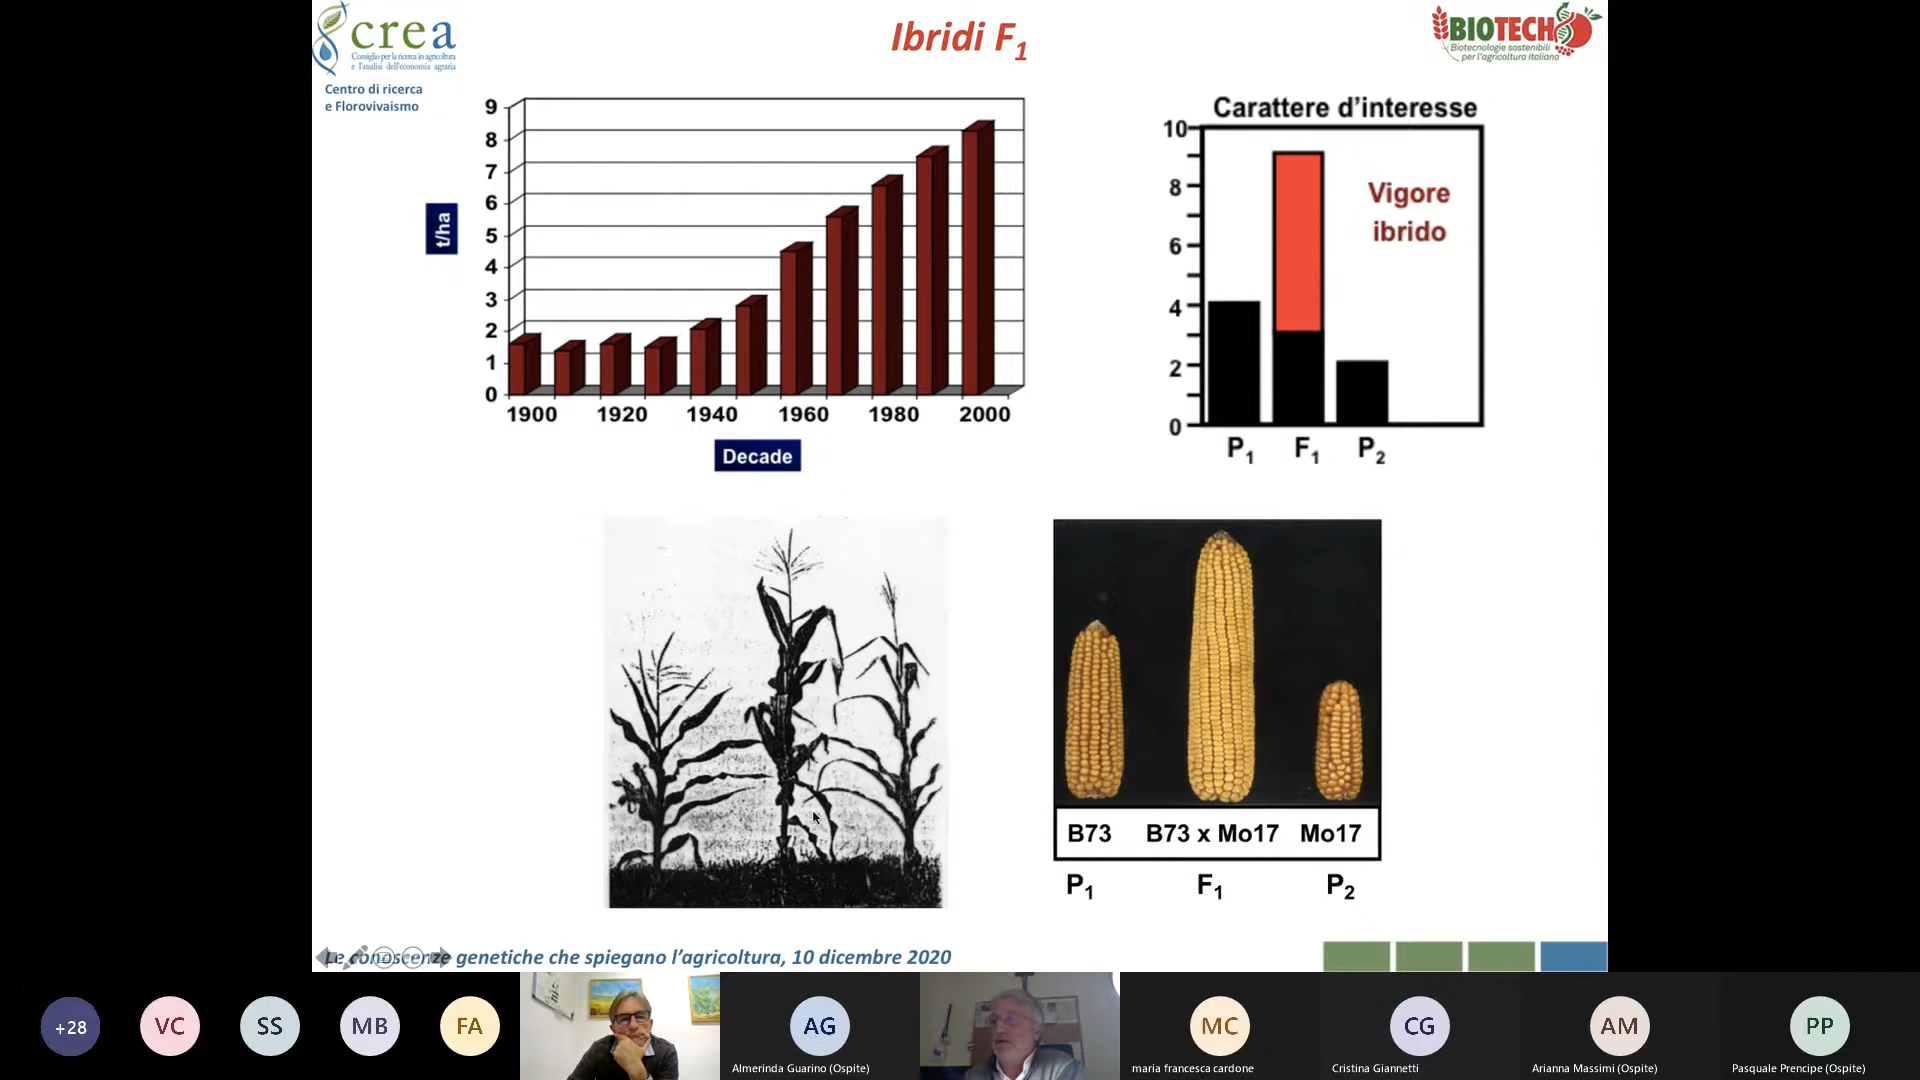 crea
Consiglio per la ricerca in agricoltura
e l'analisi dell'economia agraria
Centro di ricerca
e Florovivaismo
Ibridi F1
BIOTECH
Biotecnologie sostenibili
per l'agricoltura italiana
9
8
7
6
5
4
3
2
1
0
t/ha
1900 1920 1940 1960 1980 2000
Decade
Carattere d'interesse
10
8
6
4
2
0
Vigore
ibrido
P1 F1 P2
B73 B73 x Mo17 Mo17
P1 F1 P2
Le conoscenze genetiche che spiegano l'agricoltura, 10 dicembre 2020
+28 VC SS MB FA AG MC CG AM PP
Almerinda Guarino (Ospite) maria francesca cardone Cristina Giannetti Arianna Massimi (Ospite) Pasquale Prencipe (Ospite)